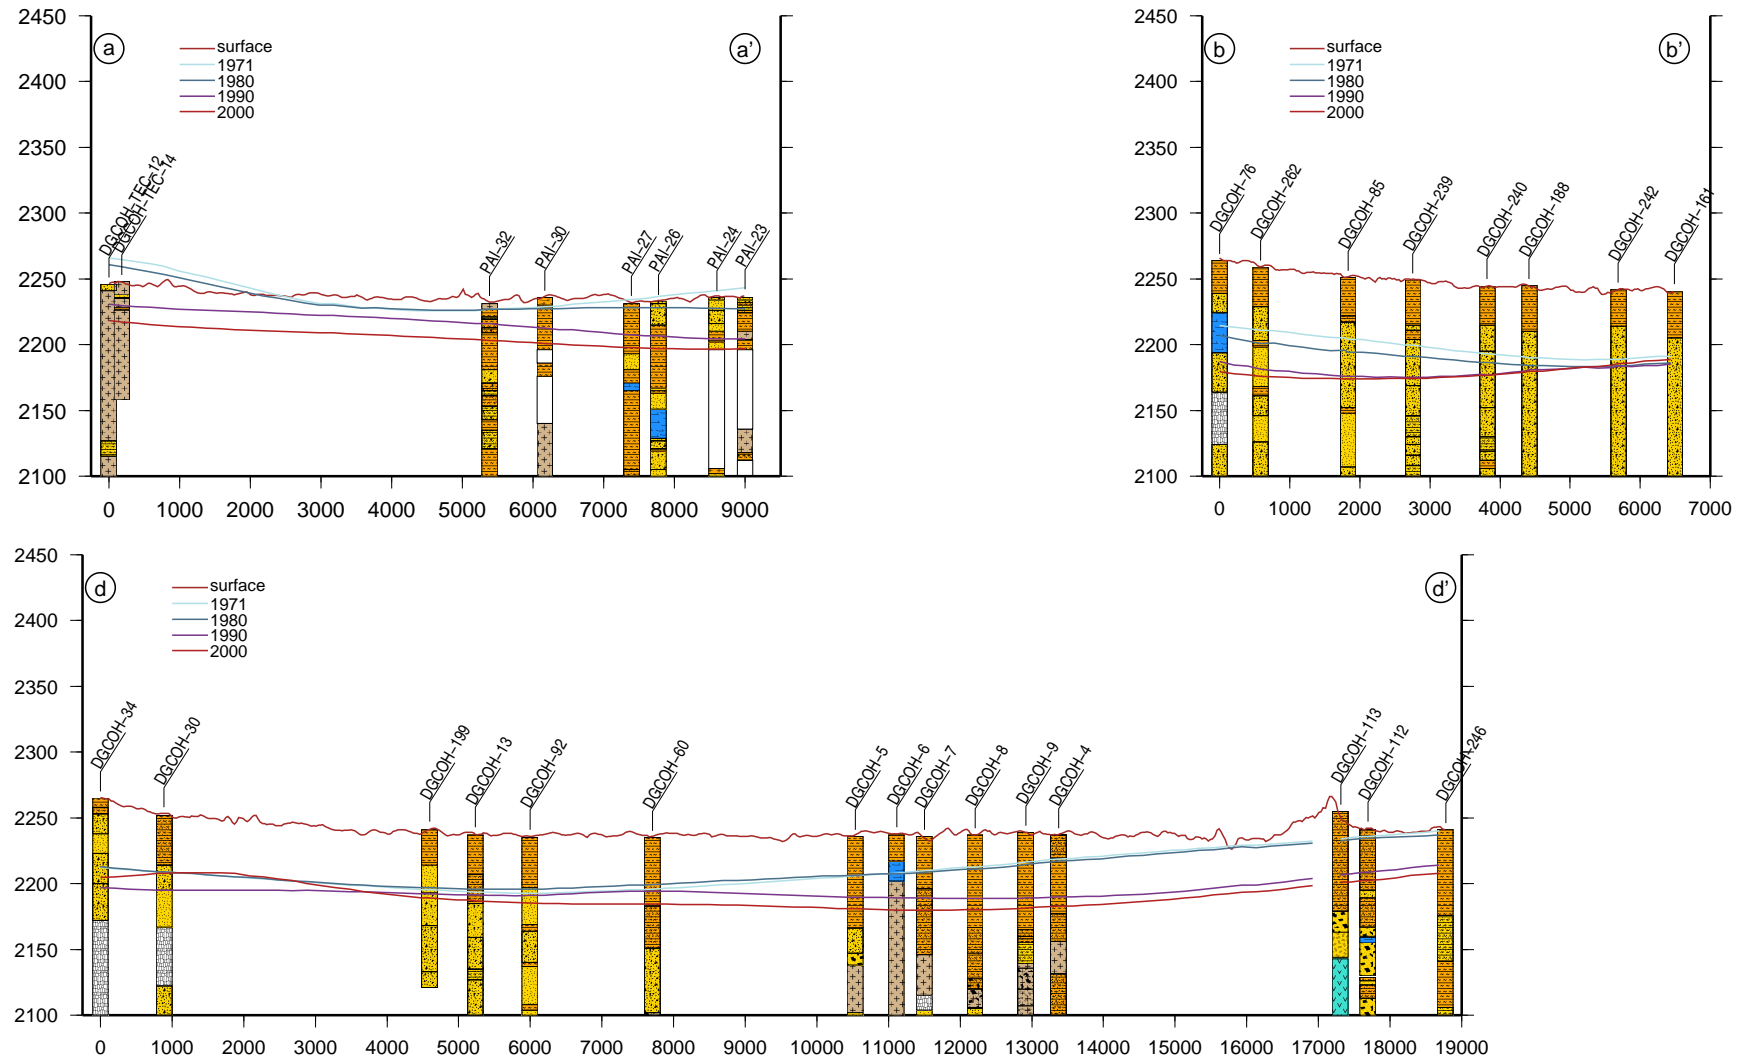 a
a’
surface
1971
1980
1990
2000
2450
2400
2350
2300
2250
2200
2150
2100
DGCOH−TEC−12
DGCOH−TEC−14
PAI−32
PAI−30
PAI−27
PAI−26
PAI−24
PAI−23
0 1000 2000 3000 4000 5000 6000 7000 8000 9000
b
b’
surface
1971
1980
1990
2000
2450
2400
2350
2300
2250
2200
2150
2100
DGCOH−76
DGCOH−262
DGCOH−85
DGCOH−239
DGCOH−240
DGCOH−188
DGCOH−242
DGCOH−161
0 1000 2000 3000 4000 5000 6000 7000
d
d’
surface
1971
1980
1990
2000
2450
2400
2350
2300
2250
2200
2150
2100
DGCOH−34
DGCOH−30
DGCOH−199
DGCOH−13
DGCOH−92
DGCOH−60
DGCOH−5
DGCOH−6
DGCOH−7
DGCOH−8
DGCOH−9
DGCOH−4
DGCOH−113
DGCOH−112
DGCOH−246
0 1000 2000 3000 4000 5000 6000 7000 8000 9000 10000 11000 12000 13000 14000 15000 16000 17000 18000 19000